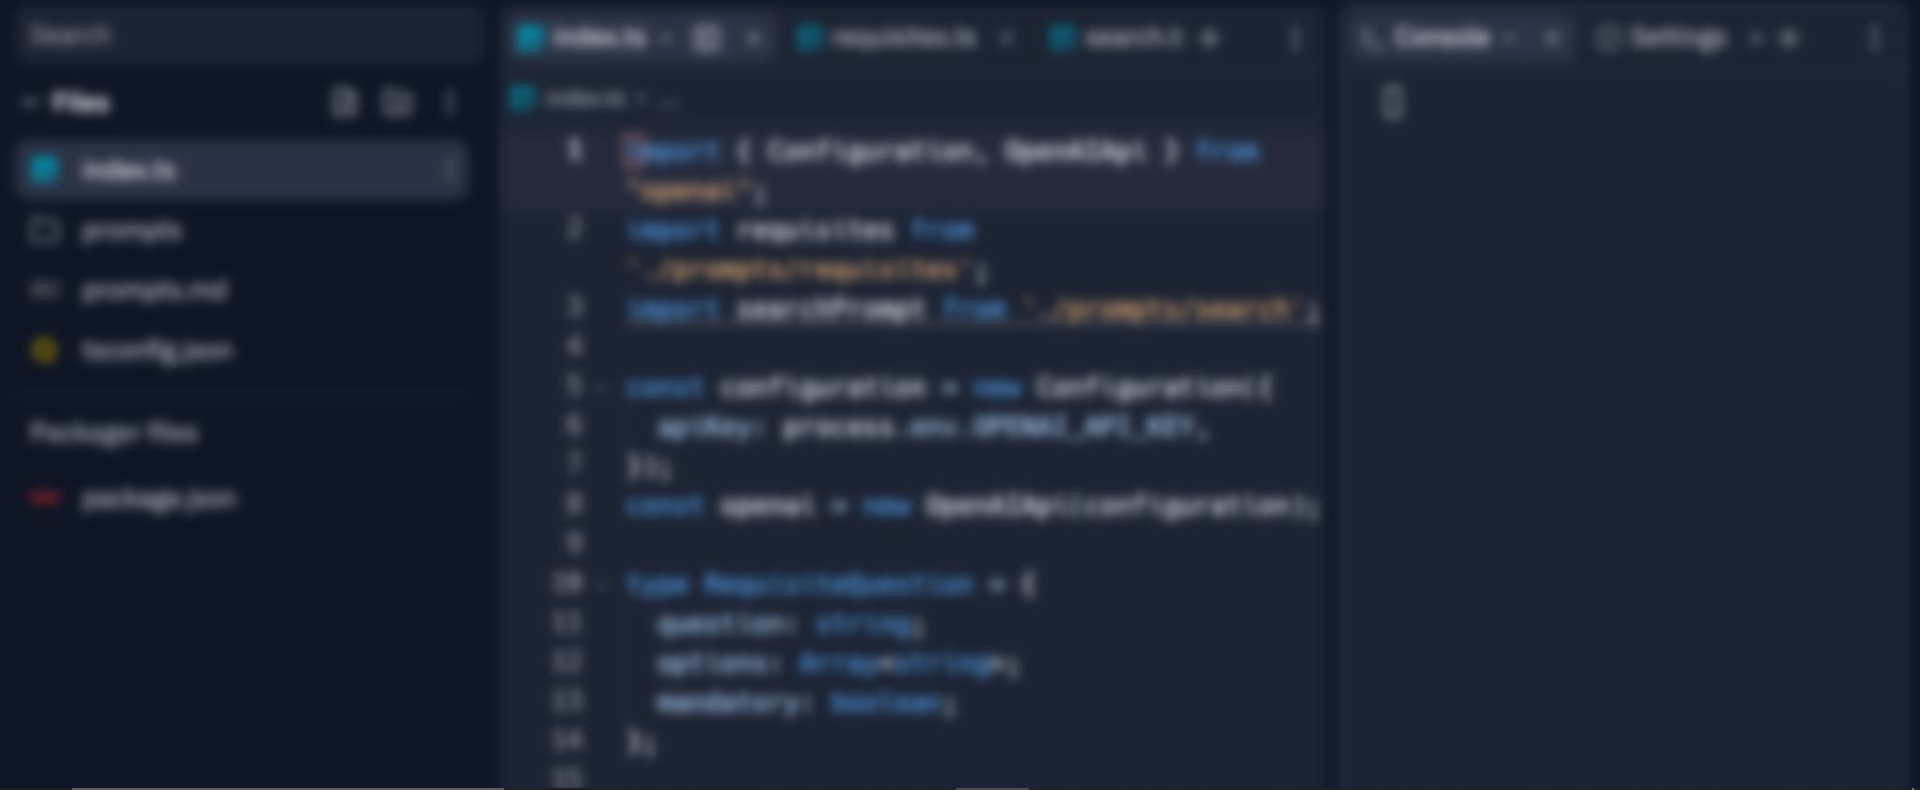 Search
Files
index.ts
prompts
prompts.md
tsconfig.json
Packager files
package.json
index.ts
requisites.ts
search.t
index.ts
1 import { Configuration, OpenAIApi } from
"openai";
2 import requisites from
'./prompts/requisites';
3 import searchPrompt from './prompts/search';
4
5 const configuration = new Configuration({
6 apiKey: process.env.OPENAI_API_KEY,
7 });
8 const openai = new OpenAIApi(configuration);
9
10 type RequisiteQuestion = {
11 question: string;
12 options: Array<string>;
13 mandatory: boolean;
14 };
15
Console
Settings